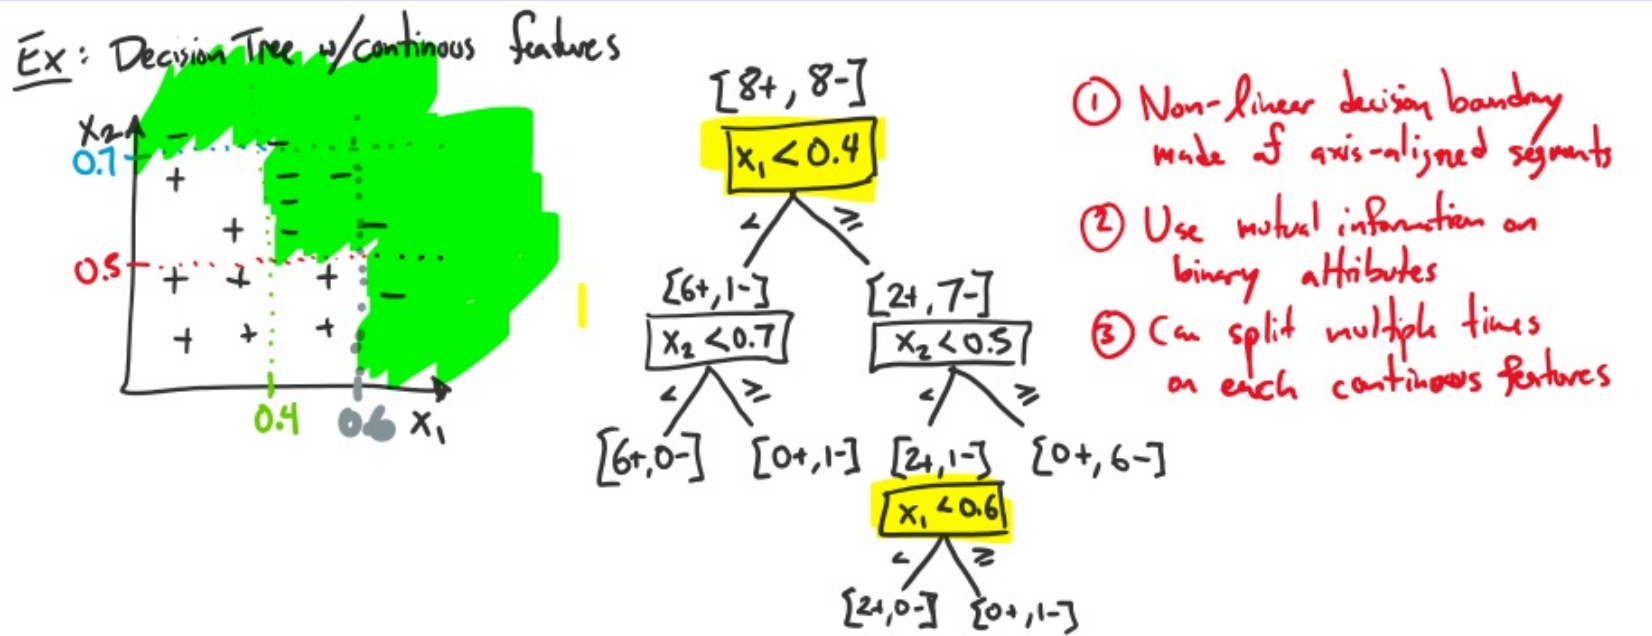 Ex: Decision Tree w/continous features
X₂
0.7
0.5
0.4
0.6
X₁
+
+
+
+
+
+
+
+
−
−
−
−
−
−
−
−
[8+, 8-]
x₁ < 0.4
<
≥
[6+, 1-]
[2+, 7-]
x₂ < 0.7
x₂ < 0.5
<
≥
<
≥
[6+, 0-]
[0+, 1-]
[2+, 1-]
[0+, 6-]
x₁ < 0.6
<
≥
[2+, 0-]
[0+, 1-]
① Non-linear decision boundry
made of axis-aligned segments
② Use mutual information on
binary attributes
③ Can split multiple times
on each continuous features